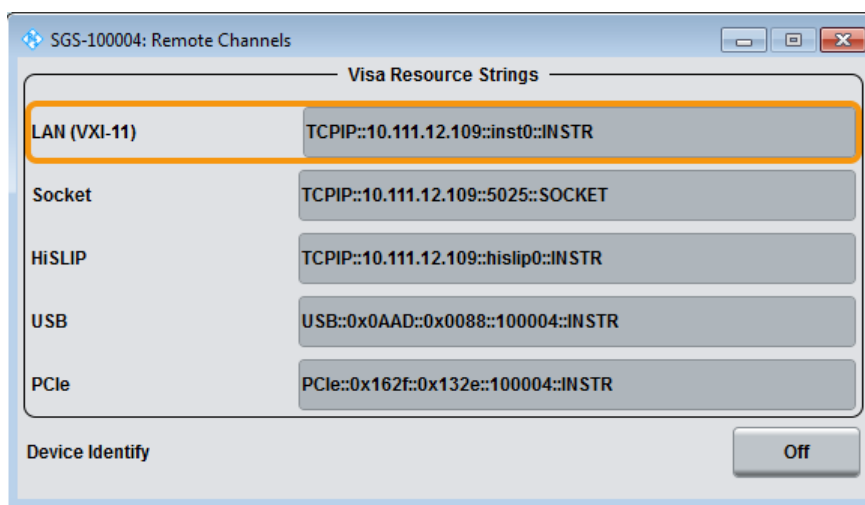 SGS-100004: Remote Channels
Visa Resource Strings
LAN (VXI-11) TCPIP::10.111.12.109::inst0::INSTR
Socket TCPIP::10.111.12.109::5025::SOCKET
HiSLIP TCPIP::10.111.12.109::hislip0::INSTR
USB USB::0x0AAD::0x0088::100004::INSTR
PCIe PCIe::0x162f::0x132e::100004::INSTR
Device Identify Off